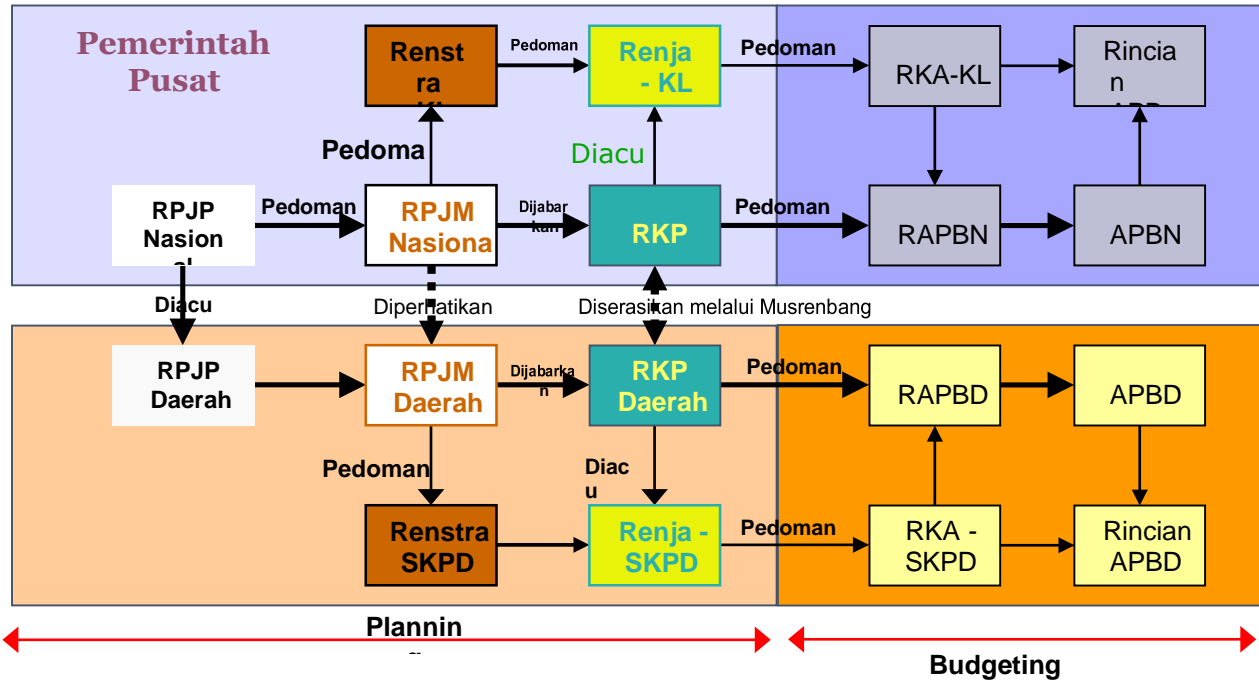 Pemerintah
Pusat
Renst
ra
Pedoman
Renja
- KL
Pedoman
RKA-KL
Rincia
n
Pedoma
Diacu
RPJP
Nasion
Pedoman
RPJM
Nasiona
Dijabar
kan
RKP
Pedoman
RAPBN
APBN
Diacu
Diperhatikan
Diserasikan melalui Musrenbang
RPJP
Daerah
RPJM
Daerah
Dijabarka
n
RKP
Daerah
Pedoman
RAPBD
APBD
Pedoman
Diac
u
Renstra
SKPD
Renja -
SKPD
Pedoman
RKA -
SKPD
Rincian
APBD
Plannin
Budgeting